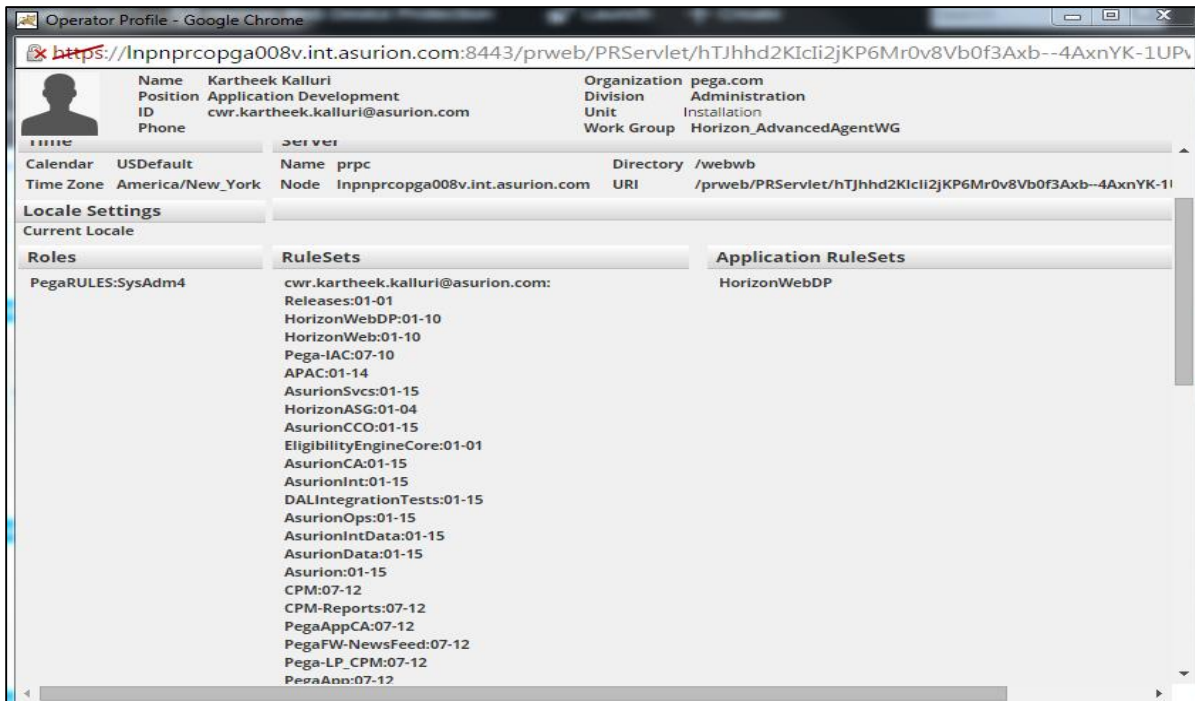 Operator Profile - Google Chrome
https://lnpnprcopga008v.int.asurion.com:8443/prweb/PRServlet/hTJhhd2KIcIi2jKP6Mr0v8Vb0f3Axb--4AxnYK-1UPv
Name Kartheek Kalluri Organization pega.com
Position Application Development Division Administration
ID cwr.kartheek.kalluri@asurion.com Unit Installation
Phone Work Group Horizon_AdvancedAgentWG
Time Server
Calendar USDefault Name prpc Directory /webwb
Time Zone America/New_York Node lnpnprcopga008v.int.asurion.com URI /prweb/PRServlet/hTJhhd2KIcIi2jKP6Mr0v8Vb0f3Axb--4AxnYK-1U
Locale Settings
Current Locale
Roles RuleSets Application RuleSets
PegaRULES:SysAdm4 cwr.kartheek.kalluri@asurion.com: HorizonWebDP
Releases:01-01
HorizonWebDP:01-10
HorizonWeb:01-10
Pega-IAC:07-10
APAC:01-14
AsurionSvcs:01-15
HorizonASG:01-04
AsurionCCO:01-15
EligibilityEngineCore:01-01
AsurionCA:01-15
AsurionInt:01-15
DALIntegrationTests:01-15
AsurionOps:01-15
AsurionIntData:01-15
AsurionData:01-15
Asurion:01-15
CPM:07-12
CPM-Reports:07-12
PegaAppCA:07-12
PegaFW-NewsFeed:07-12
Pega-LP_CPM:07-12
PegaApp:07-12